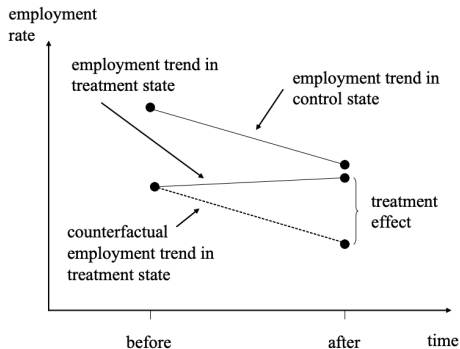 employment
rate
employment trend in
treatment state
employment trend in
control state
treatment
effect
counterfactual
employment trend in
treatment state
before
after
time